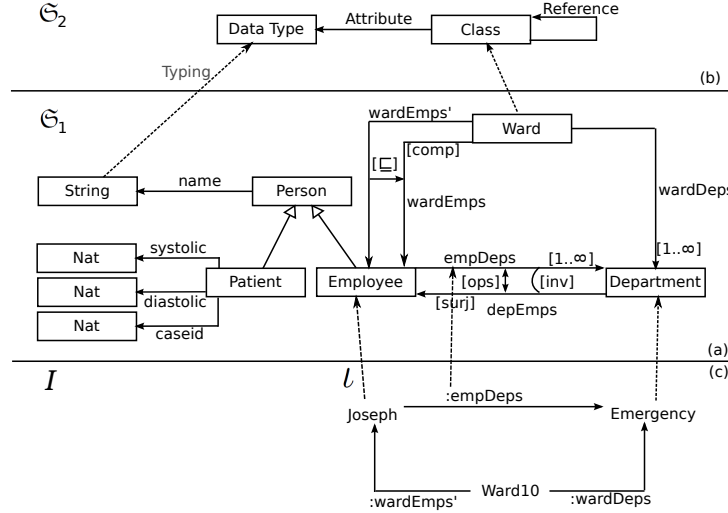 𝔖2
Data Type
Attribute
Class
Reference
Typing
(b)
𝔖1
wardEmps'
Ward
[comp]
[⊑]
String
name
Person
wardEmps
wardDeps
Nat
systolic
empDeps
[1..∞]
[1..∞]
Nat
diastolic
Patient
Employee
[ops]
[inv]
Department
Nat
caseid
[surj]
depEmps
(a)
I
ι
(c)
Joseph
:empDeps
Emergency
:wardEmps'
Ward10
:wardDeps